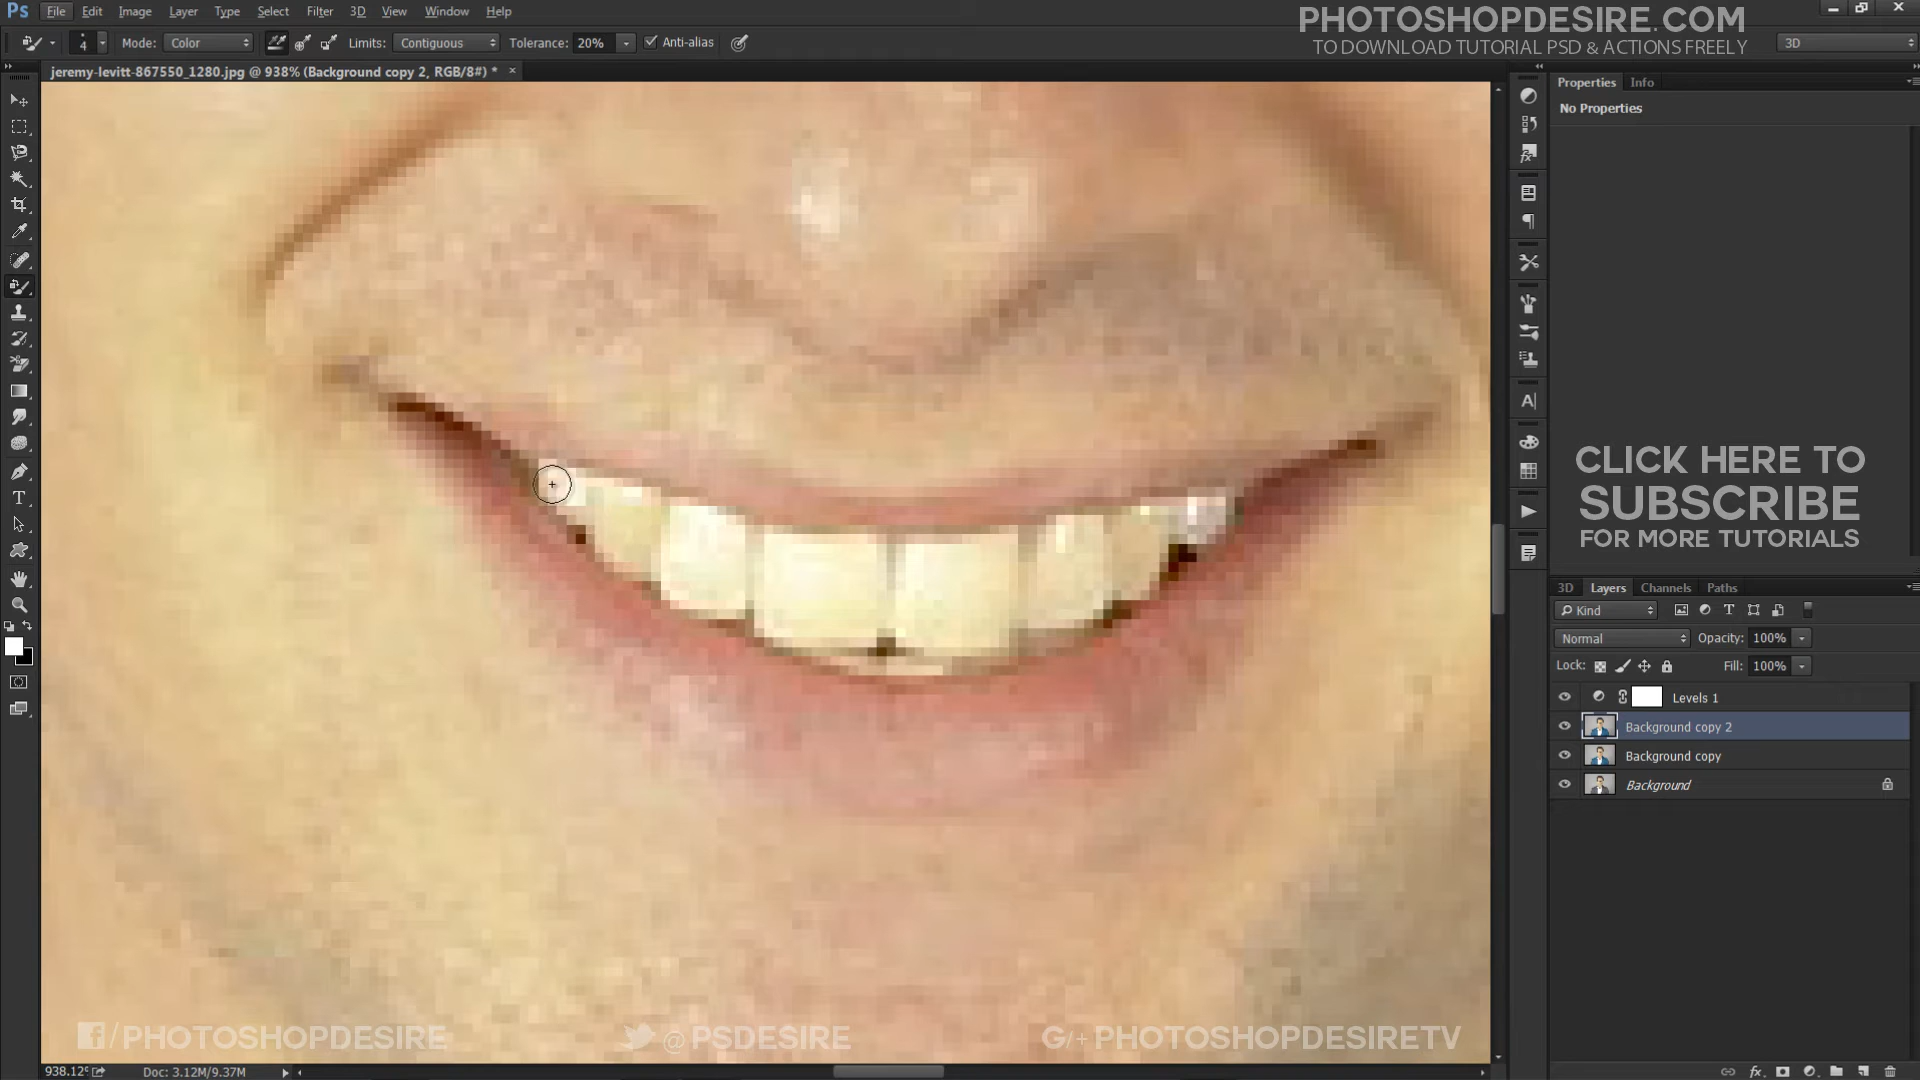 Ps File Edit Image Layer Type Select Filter 3D View Window Help
PHOTOSHOPDESIRE.COM
TO DOWNLOAD TUTORIAL PSD & ACTIONS FREELY
4 Mode: Color Limits: Contiguous Tolerance: 20% Anti-alias
3D
jeremy-levitt-867550_1280.jpg @ 938% (Background copy 2, RGB/8#) * ×
Properties Info
No Properties
CLICK HERE TO
SUBSCRIBE
FOR MORE TUTORIALS
3D Layers Channels Paths
Kind
Normal Opacity: 100%
Lock: Fill: 100%
Levels 1
Background copy 2
Background copy
Background
f/PHOTOSHOPDESIRE @PSDESIRE G/+PHOTOSHOPDESIRETV
938.12% Doc: 3.12M/9.37M